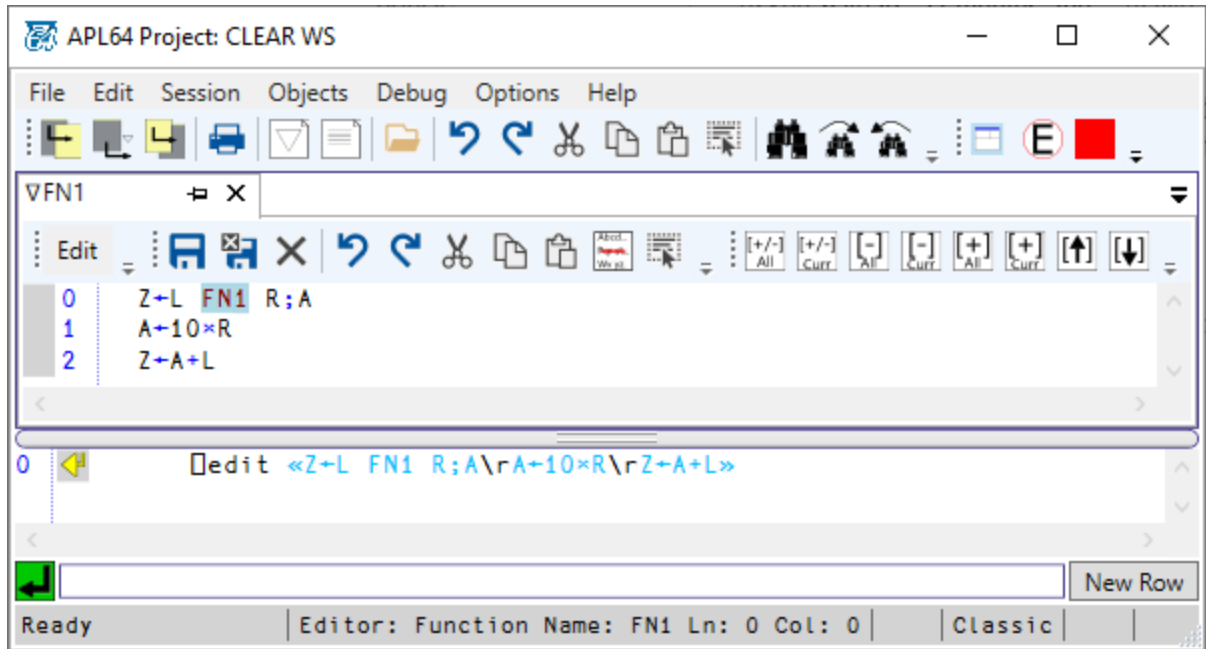 APL64 Project: CLEAR WS
File Edit Session Objects Debug Options Help
E
∇FN1
Edit
[+/-] All [+/-] Curr [-] All [-] Curr [+] All [+] Curr [↑] [↓]
0 Z←L FN1 R;A
1 A←10×R
2 Z←A+L
0 ⎕edit «Z←L FN1 R;A\rA←10×R\rZ←A+L»
New Row
Ready Editor: Function Name: FN1 Ln: 0 Col: 0 Classic